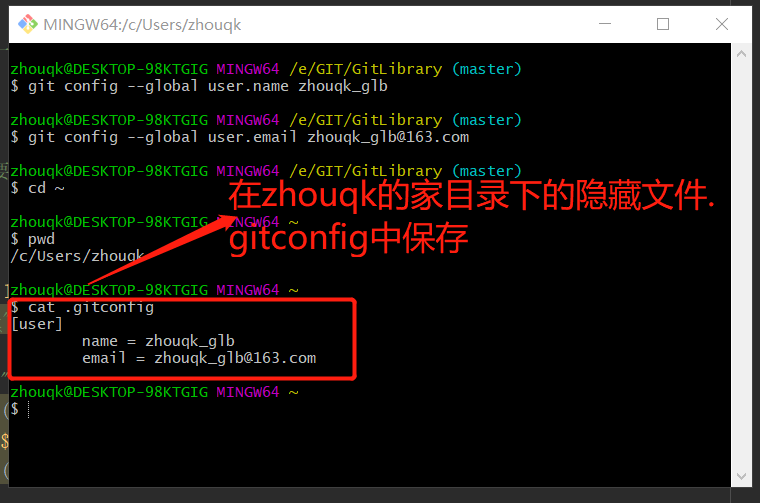 MINGW64:/c/Users/zhouqk
zhouqk@DESKTOP-98KTGIG MINGW64 /e/GIT/GitLibrary (master)
$ git config --global user.name zhouqk_glb
zhouqk@DESKTOP-98KTGIG MINGW64 /e/GIT/GitLibrary (master)
$ git config --global user.email zhouqk_glb@163.com
zhouqk@DESKTOP-98KTGIG MINGW64 /e/GIT/GitLibrary (master)
$ cd ~
在zhouqk的家目录下的隐藏文件.
gitconfig中保存
zhouqk@DESKTOP-98KTGIG MINGW64 ~
$ pwd
/c/Users/zhouqk
zhouqk@DESKTOP-98KTGIG MINGW64 ~
$ cat .gitconfig
[user]
name = zhouqk_glb
email = zhouqk_glb@163.com
zhouqk@DESKTOP-98KTGIG MINGW64 ~
$